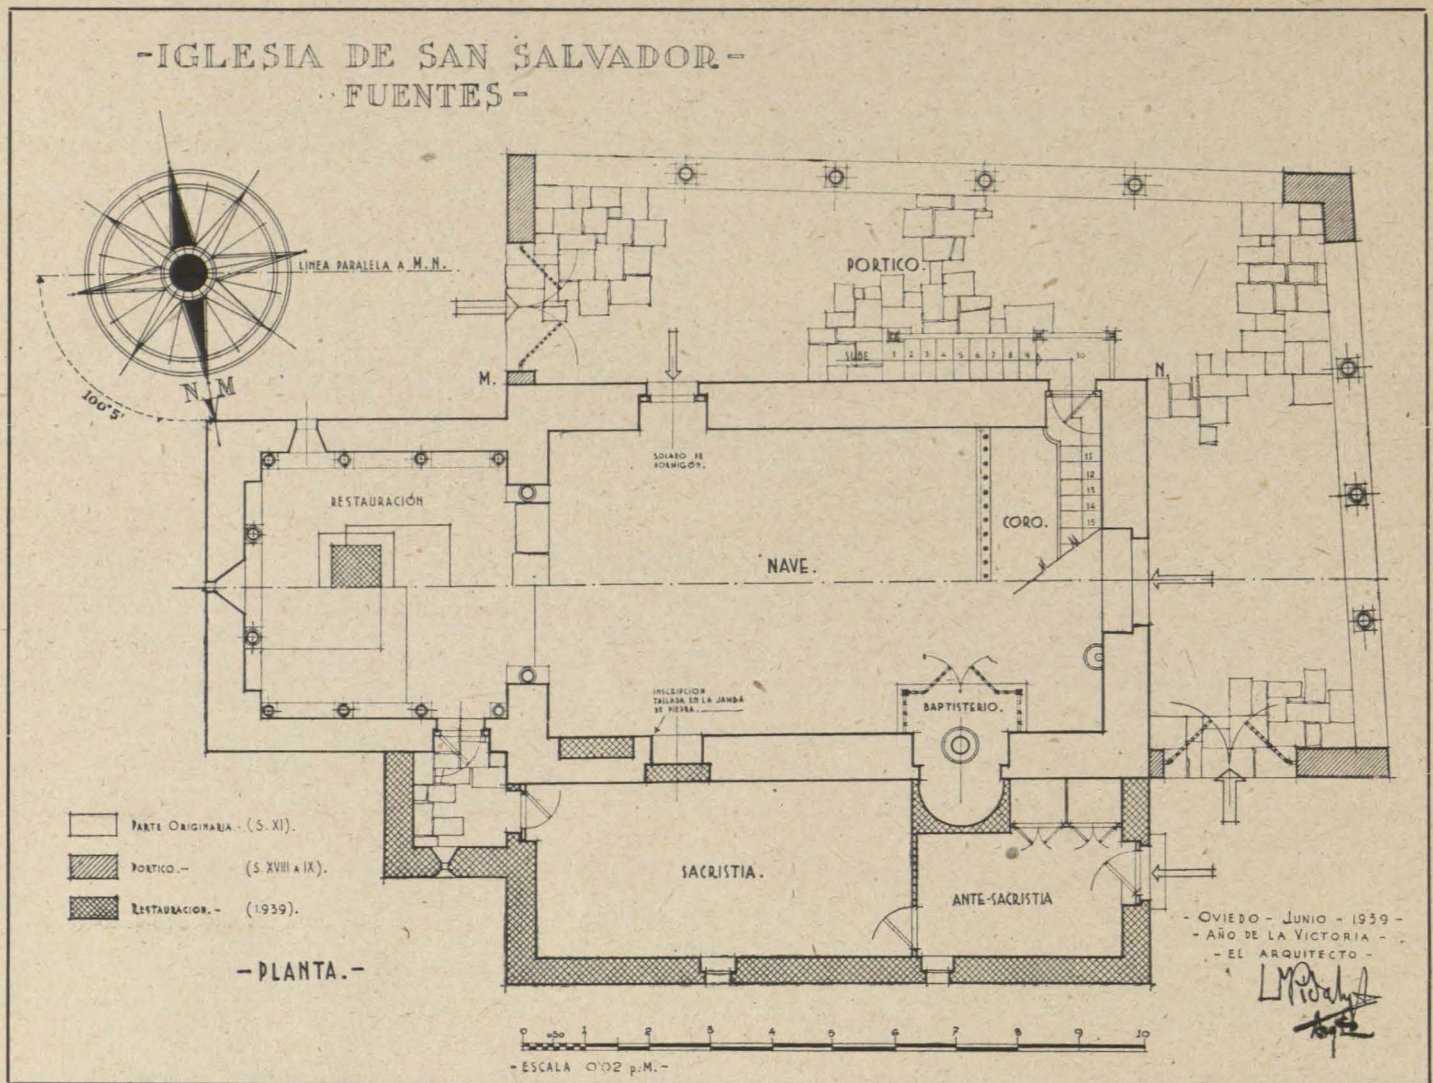 -IGLESIA DE SAN SALVADOR-
FUENTES-
LINEA PARALELA A M.N.
N M
100°5'
PORTICO.
M.
SUBE
1 2 3 4 5 6 7 8 9 10
N.
SOLADO DE
HORMIGÓN.
11
12
13
14
15
RESTAURACIÓN
CORO.
NAVE.
INSCRIPCION
TALLADA EN LA JAMBA
DE PIEDRA.
BAPTISTERIO.
PARTE ORIGINARIA.- (S. XI).
PORTICO.- (S. XVIII a IX).
RESTAURACION.- (1.939).
SACRISTIA.
ANTE-SACRISTIA
-PLANTA.-
- OVIEDO - JUNIO - 1939 -
- AÑO DE LA VICTORIA -
- EL ARQUITECTO -
0 0,50 1 2 3 4 5 6 7 8 9 10
-ESCALA 0'02 p.M.-